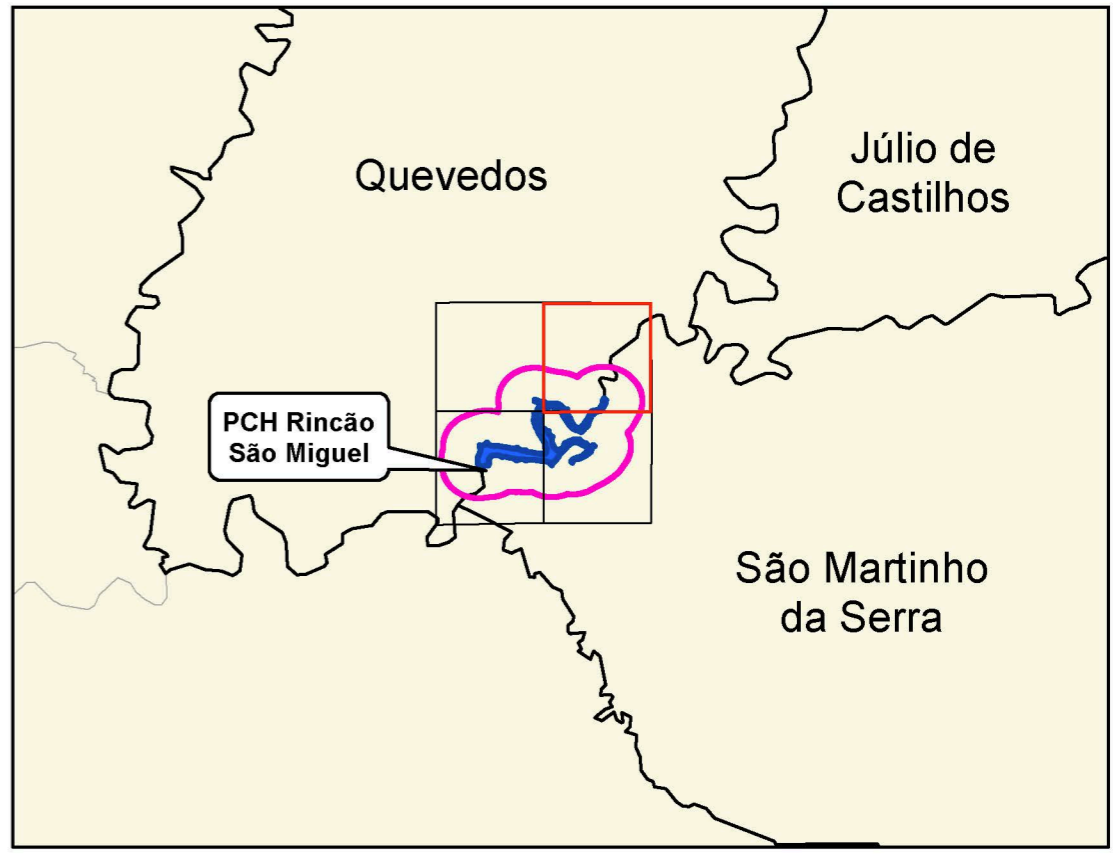 Quevedos
Júlio de
Castilhos
PCH Rincão
São Miguel
São Martinho
da Serra